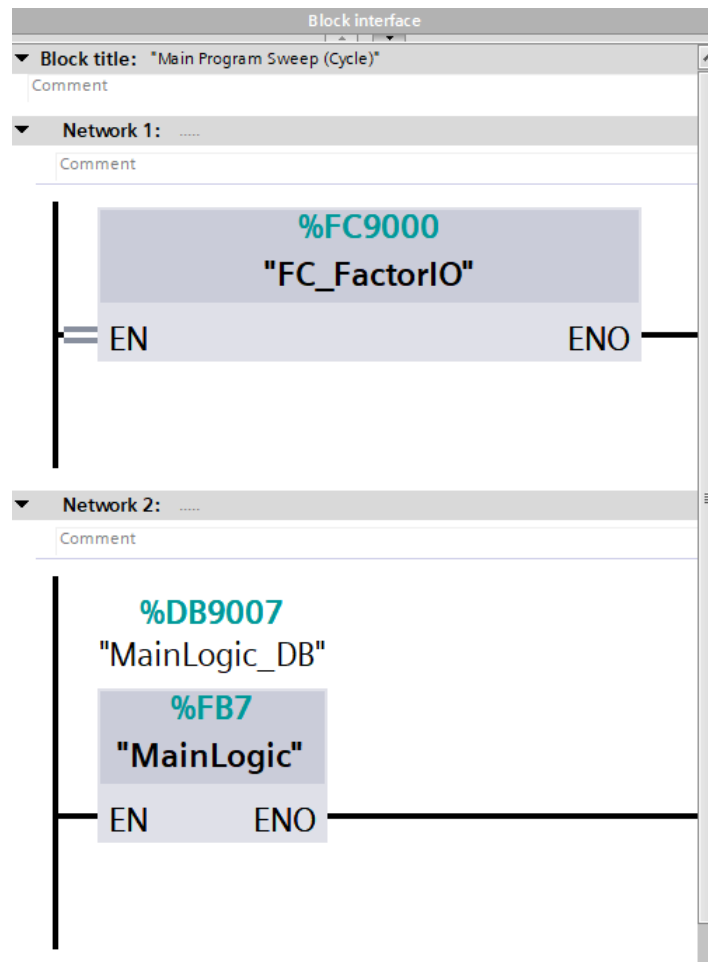 Block interface
Block title: "Main Program Sweep (Cycle)"
Comment
Network 1: .....
Comment
%FC9000
"FC_FactorIO"
EN ENO
Network 2: .....
Comment
%DB9007
"MainLogic_DB"
%FB7
"MainLogic"
EN ENO